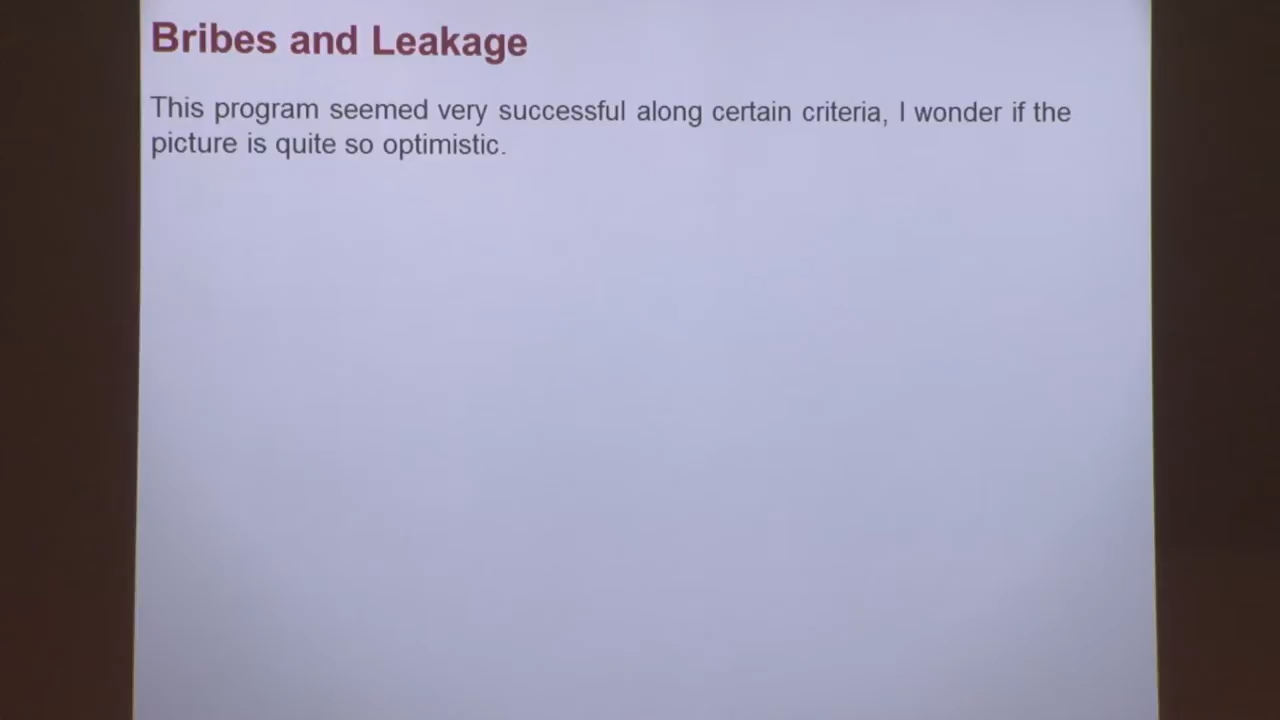 Bribes and Leakage
This program seemed very successful along certain criteria, I wonder if the
picture is quite so optimistic.